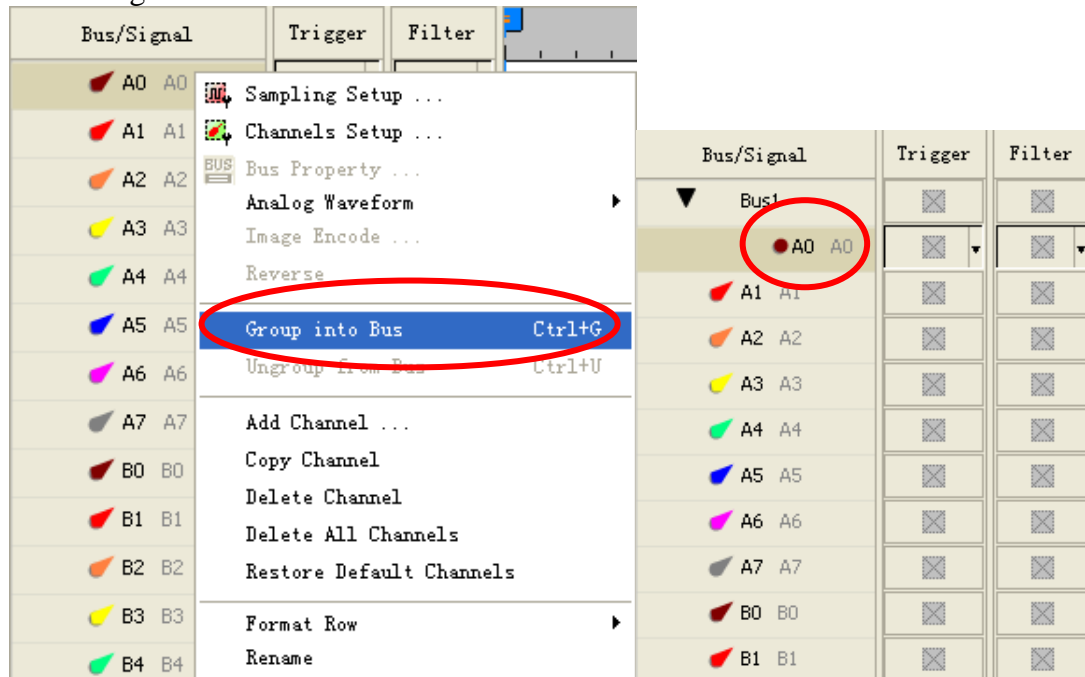 Bus/Signal Trigger Filter
A0 A0
A1 A1
A2 A2
A3 A3
A4 A4
A5 A5
A6 A6
A7 A7
B0 B0
B1 B1
B2 B2
B3 B3
B4 B4
Sampling Setup ...
Channels Setup ...
BUS Bus Property ...
Analog Waveform
Image Encode ...
Reverse
Group into Bus Ctrl+G
Ungroup from Bus Ctrl+U
Add Channel ...
Copy Channel
Delete Channel
Delete All Channels
Restore Default Channels
Format Row
Rename
Bus/Signal Trigger Filter
Bus1
A0 A0
A1 A1
A2 A2
A3 A3
A4 A4
A5 A5
A6 A6
A7 A7
B0 B0
B1 B1